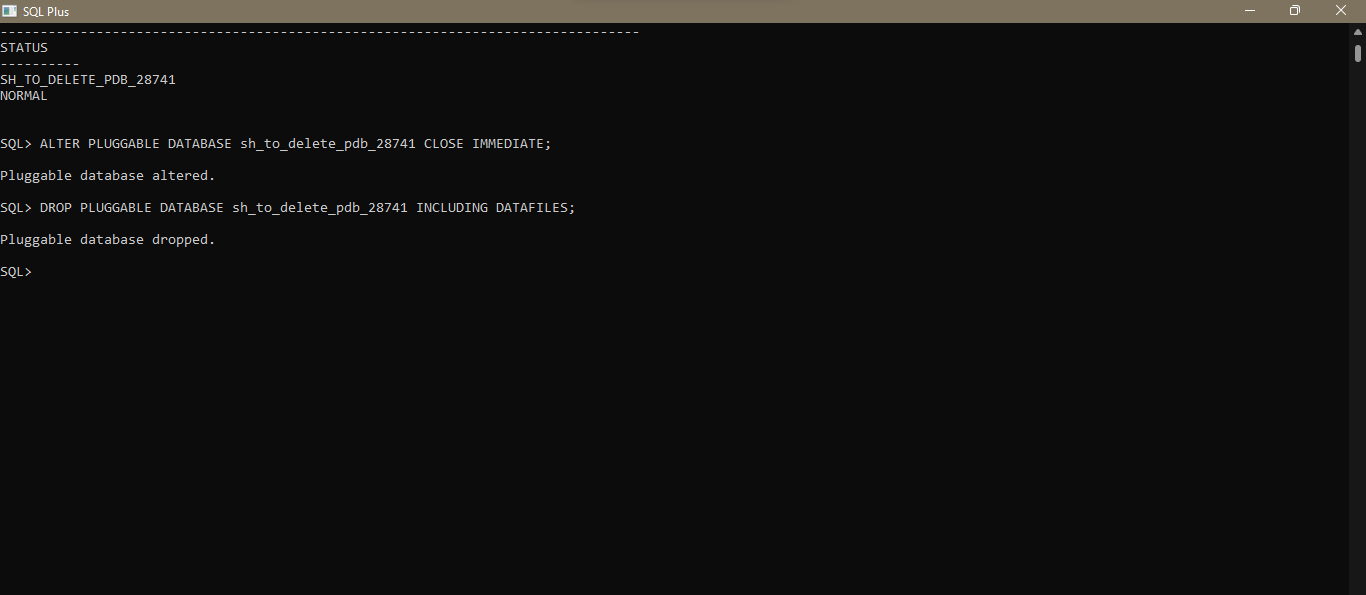 SQL Plus
--------------------------------------------------------------------------------
STATUS
----------
SH_TO_DELETE_PDB_28741
NORMAL
SQL> ALTER PLUGGABLE DATABASE sh_to_delete_pdb_28741 CLOSE IMMEDIATE;
Pluggable database altered.
SQL> DROP PLUGGABLE DATABASE sh_to_delete_pdb_28741 INCLUDING DATAFILES;
Pluggable database dropped.
SQL>